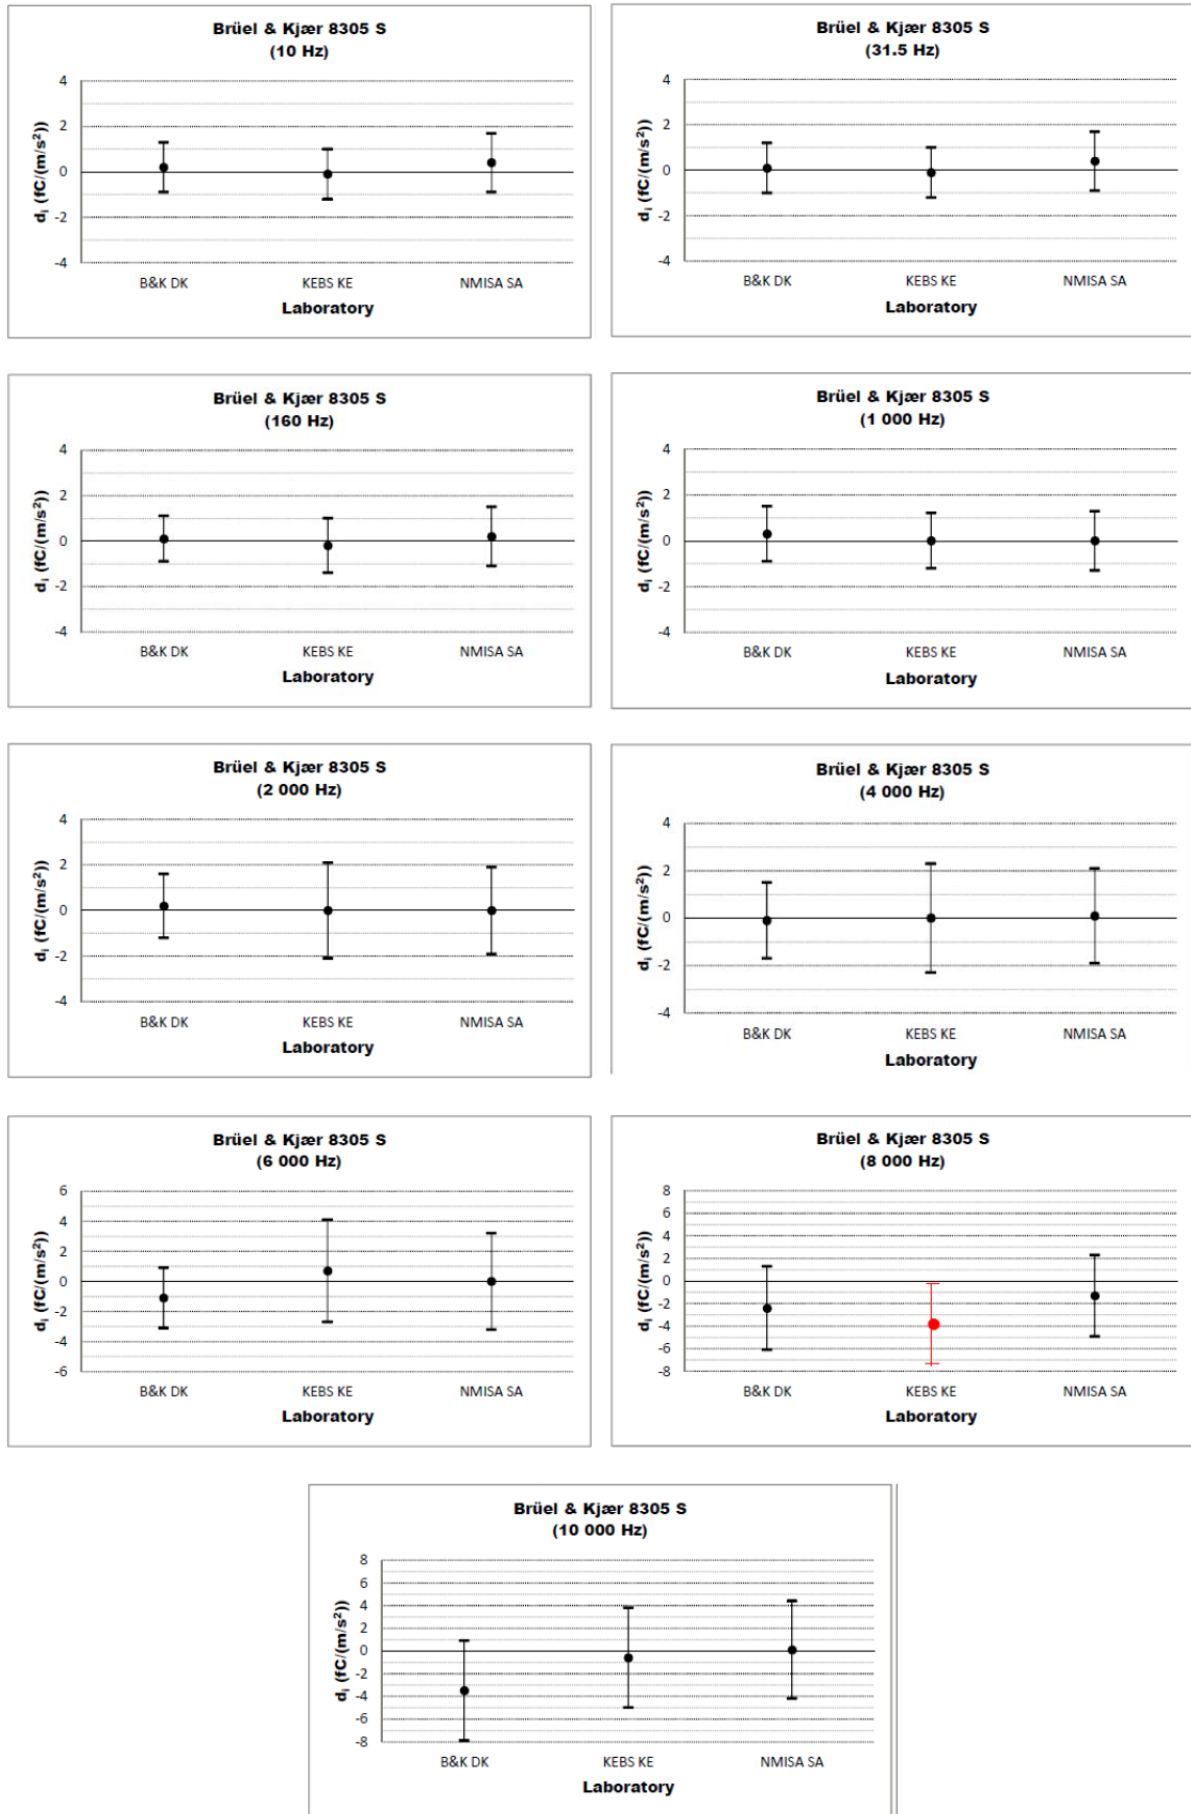 Brüel & Kjær 8305 S
(10 Hz)
dᵢ (fC/(m/s²))
4
2
0
-2
-4
B&K DK KEBS KE NMISA SA
Laboratory
Brüel & Kjær 8305 S
(31.5 Hz)
dᵢ (fC/(m/s²))
4
2
0
-2
-4
B&K DK KEBS KE NMISA SA
Laboratory
Brüel & Kjær 8305 S
(160 Hz)
dᵢ (fC/(m/s²))
4
2
0
-2
-4
B&K DK KEBS KE NMISA SA
Laboratory
Brüel & Kjær 8305 S
(1 000 Hz)
dᵢ (fC/(m/s²))
4
2
0
-2
-4
B&K DK KEBS KE NMISA SA
Laboratory
Brüel & Kjær 8305 S
(2 000 Hz)
dᵢ (fC/(m/s²))
4
2
0
-2
-4
B&K DK KEBS KE NMISA SA
Laboratory
Brüel & Kjær 8305 S
(4 000 Hz)
dᵢ (fC/(m/s²))
4
2
0
-2
-4
B&K DK KEBS KE NMISA SA
Laboratory
Brüel & Kjær 8305 S
(6 000 Hz)
dᵢ (fC/(m/s²))
6
4
2
0
-2
-4
-6
B&K DK KEBS KE NMISA SA
Laboratory
Brüel & Kjær 8305 S
(8 000 Hz)
dᵢ (fC/(m/s²))
8
6
4
2
0
-2
-4
-6
-8
B&K DK KEBS KE NMISA SA
Laboratory
Brüel & Kjær 8305 S
(10 000 Hz)
dᵢ (fC/(m/s²))
8
6
4
2
0
-2
-4
-6
-8
B&K DK KEBS KE NMISA SA
Laboratory